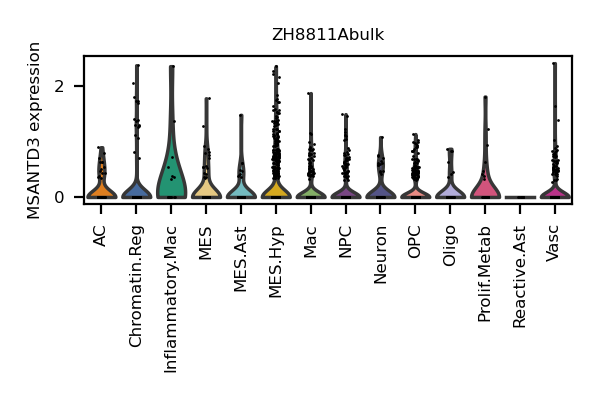 ZH8811Abulk
MSANTD3 expression
2
0
AC
Chromatin.Reg
Inflammatory.Mac
MES
MES.Ast
MES.Hyp
Mac
NPC
Neuron
OPC
Oligo
Prolif.Metab
Reactive.Ast
Vasc